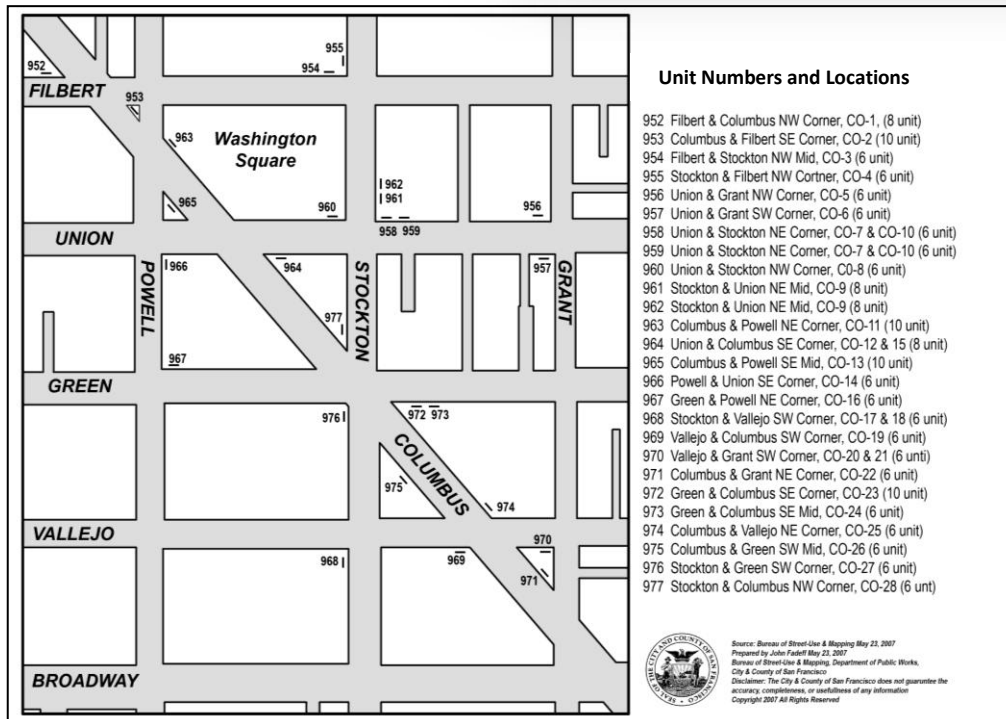 955
952
954
FILBERT
953
963
Washington
Square
962
961
965
960
956
958 959
UNION
POWELL
966
964
STOCKTON
957
GRANT
977
967
GREEN
976
972 973
COLUMBUS
975
974
VALLEJO
970
968
969
971
BROADWAY
Unit Numbers and Locations
952 Filbert & Columbus NW Corner, CO-1, (8 unit)
953 Columbus & Filbert SE Corner, CO-2 (10 unit)
954 Filbert & Stockton NW Mid, CO-3 (6 unit)
955 Stockton & Filbert NW Cortner, CO-4 (6 unit)
956 Union & Grant NW Corner, CO-5 (6 unit)
957 Union & Grant SW Corner, CO-6 (6 unit)
958 Union & Stockton NE Corner, CO-7 & CO-10 (6 unit)
959 Union & Stockton NE Corner, CO-7 & CO-10 (6 unit)
960 Union & Stockton NW Corner, C0-8 (6 unit)
961 Stockton & Union NE Mid, CO-9 (8 unit)
962 Stockton & Union NE Mid, CO-9 (8 unit)
963 Columbus & Powell NE Corner, CO-11 (10 unit)
964 Union & Columbus SE Corner, CO-12 & 15 (8 unit)
965 Columbus & Powell SE Mid, CO-13 (10 unit)
966 Powell & Union SE Corner, CO-14 (6 unit)
967 Green & Powell NE Corner, CO-16 (6 unit)
968 Stockton & Vallejo SW Corner, CO-17 & 18 (6 unit)
969 Vallejo & Columbus SW Corner, CO-19 (6 unit)
970 Vallejo & Grant SW Corner, CO-20 & 21 (6 unti)
971 Columbus & Grant NE Corner, CO-22 (6 unit)
972 Green & Columbus SE Corner, CO-23 (10 unit)
973 Green & Columbus SE Mid, CO-24 (6 unit)
974 Columbus & Vallejo NE Corner, CO-25 (6 unit)
975 Columbus & Green SW Mid, CO-26 (6 unit)
976 Stockton & Green SW Corner, CO-27 (6 unit)
977 Stockton & Columbus NW Corner, CO-28 (6 unt)
SEAL OF THE CITY AND COUNTY OF SAN FRANCISCO
Source: Bureau of Street-Use & Mapping May 23, 2007
Prepared by John Fadeff May 23, 2007
Bureau of Street-Use & Mapping, Department of Public Works,
City & County of San Francisco
Disclaimer: The City & County of San Francisco does not guaruntee the
accuracy, completeness, or usefullness of any information
Copyright 2007 All Rights Reserved